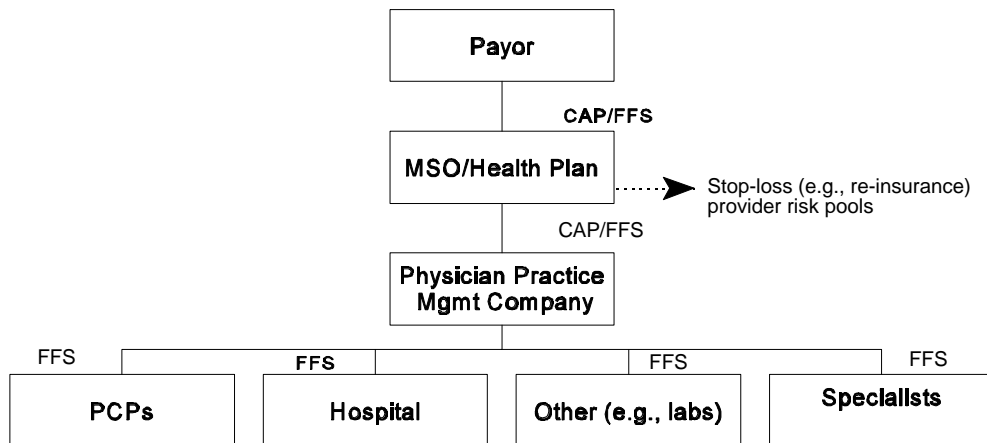 Payor
CAP/FFS
MSO/Health Plan
Stop-loss (e.g., re-insurance)
provider risk pools
CAP/FFS
Physician Practice
Mgmt Company
FFS
FFS
FFS
FFS
PCPs
Hospital
Other (e.g., labs)
Specialists